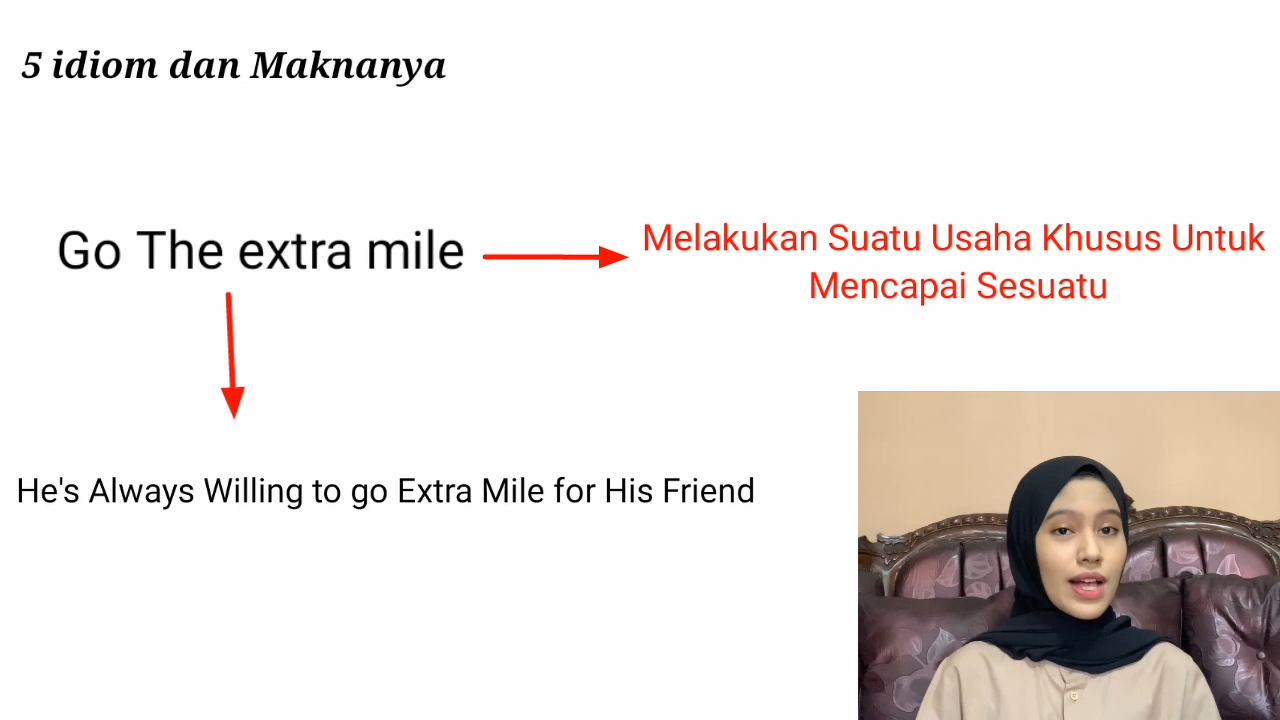 5 idiom dan Maknanya
Go The extra mile
Melakukan Suatu Usaha Khusus Untuk
Mencapai Sesuatu
He's Always Willing to go Extra Mile for His Friend